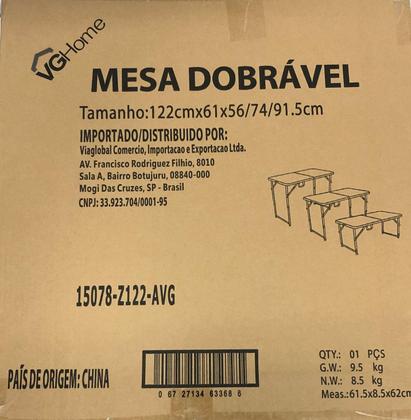 VGHome
MESA DOBRÁVEL
Tamanho:122cmx61x56/74/91.5cm
IMPORTADO/DISTRIBUIDO POR:
Viaglobal Comercio, Importacao e Exportacao Ltda.
AV. Francisco Rodriguez Filhio, 8010
Sala A, Bairro Botujuru, 08840-000
Mogi Das Cruzes, SP - Brasil
CNPJ: 33.923.704/0001-95
15078-Z122-AVG
PAÍS DE ORIGEM: CHINA
0 67 27134 63368 6
QTY.: 01 PÇS
G.W.: 9.5 kg
N.W.: 8.5 kg
Meas.:61.5x8.5x62cm